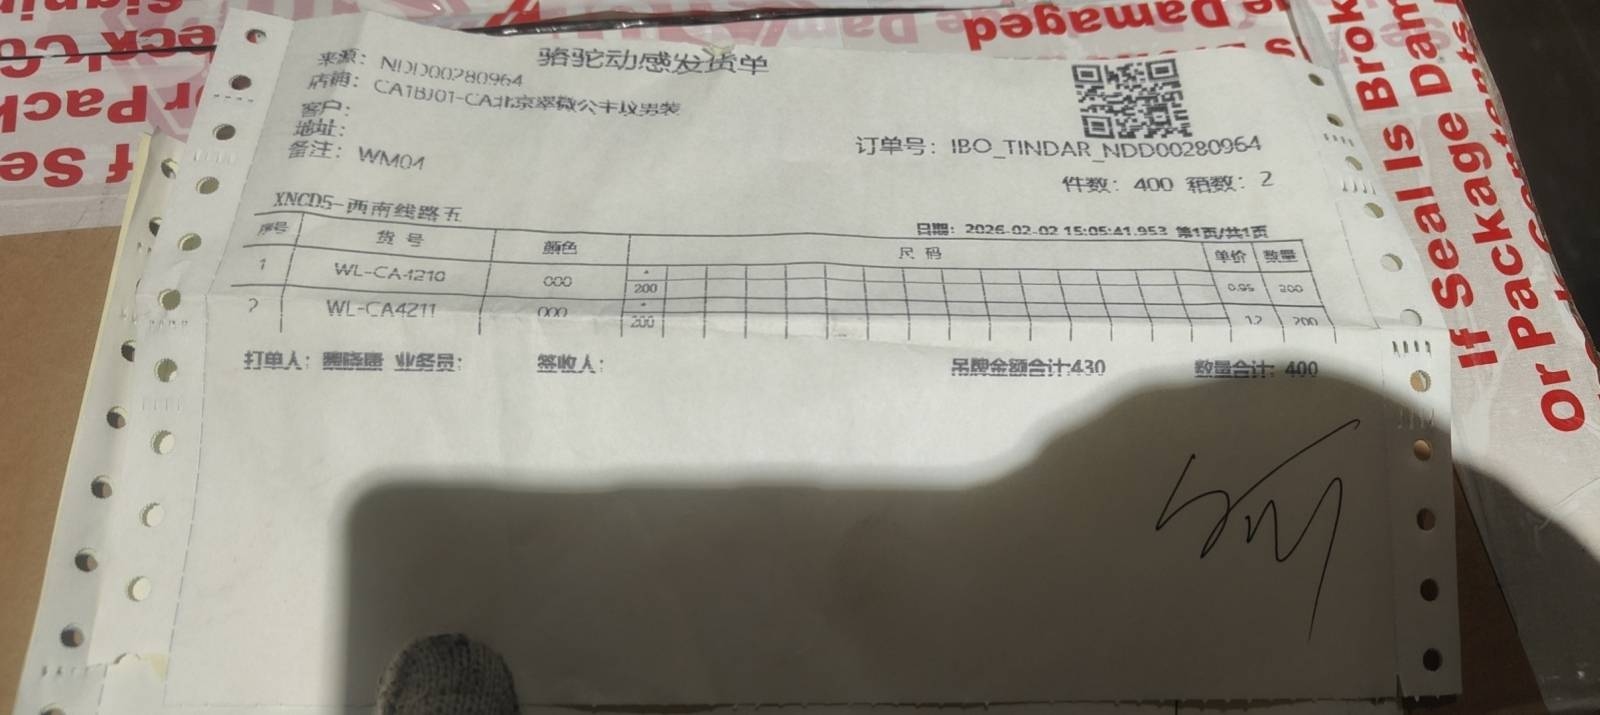 骆驼动感发货单
来源: NDD00280964
店铺: CA1BJ01-CA北京翠微公主坟男装
客户:
地址:
备注: WM04
订单号: IBO_TINDAR_NDD00280964
件数: 400 箱数: 2
XNCD5-西南线路五
日期: 2026-02-02 15:05:41.953 第1页/共1页
序号 货号 颜色 尺码 单价 数量
1 WL-CA4210 000 * 200 0.95 200
2 WL-CA4211 000 * 200 1.2 200
打单人: 晓康 业务员: 签收人: 吊牌金额合计:430 数量合计: 400
Damaged
If Seal Is Brok
or Package Dam